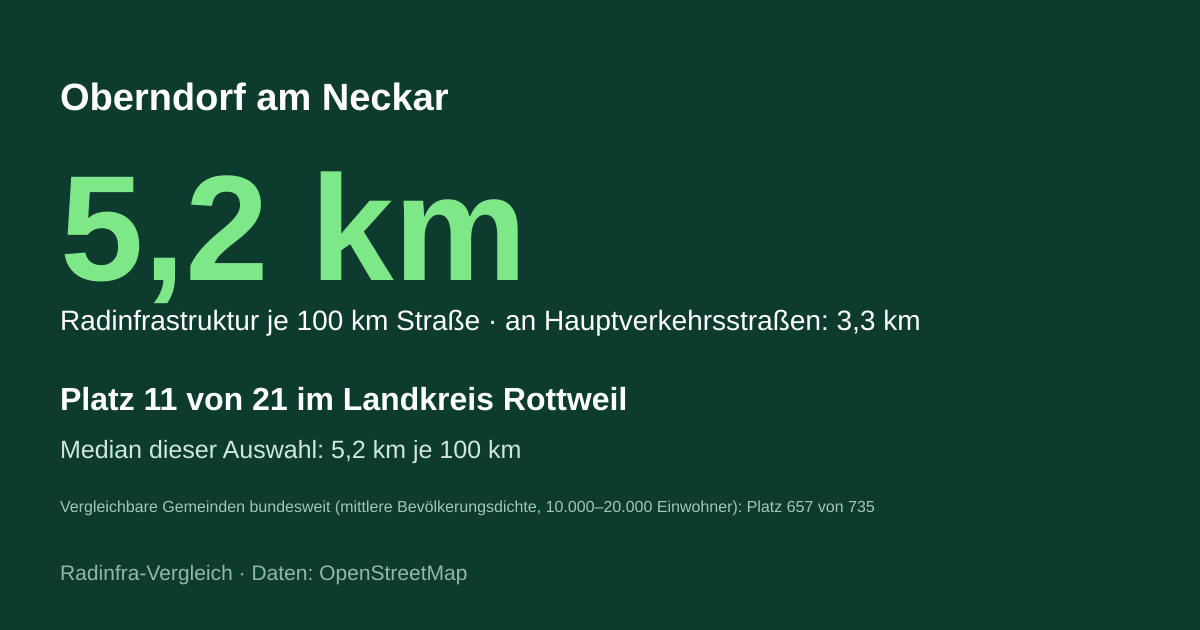 Oberndorf am Neckar
5,2 km
Radinfrastruktur je 100 km Straße · an Hauptverkehrsstraßen: 3,3 km
Platz 11 von 21 im Landkreis Rottweil
Median dieser Auswahl: 5,2 km je 100 km
Vergleichbare Gemeinden bundesweit (mittlere Bevölkerungsdichte, 10.000–20.000 Einwohner): Platz 657 von 735
Radinfra-Vergleich · Daten: OpenStreetMap